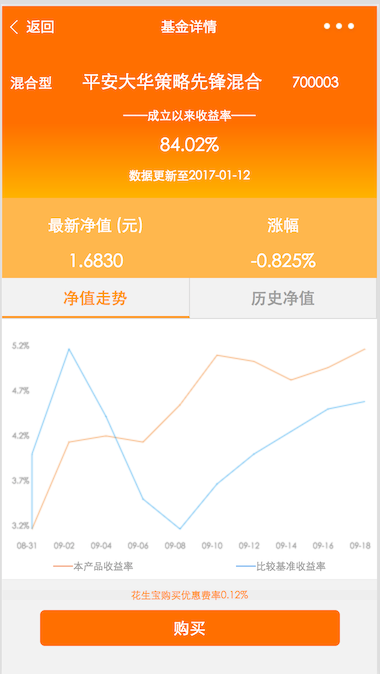 返回 基金详情
混合型 平安大华策略先锋混合 700003
成立以来收益率
84.02%
数据更新至2017-01-12
最新净值 (元) 涨幅
1.6830 -0.825%
净值走势 历史净值
5.2%
4.7%
4.2%
3.7%
3.2%
08-31 09-02 09-04 09-06 09-08 09-10 09-12 09-14 09-16 09-18
本产品收益率 比较基准收益率
花生宝购买优惠费率0.12%
购买